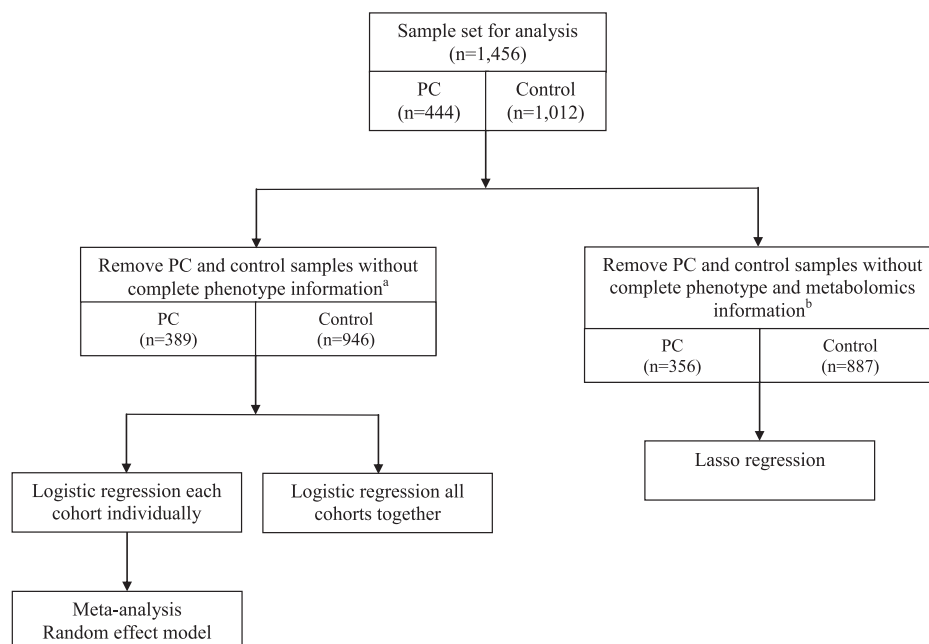 Sample set for analysis
(n=1,456)
PC
(n=444)
Control
(n=1,012)
Remove PC and control samples without
complete phenotype informationᵃ
PC
(n=389)
Control
(n=946)
Remove PC and control samples without
complete phenotype and metabolomics
informationᵇ
PC
(n=356)
Control
(n=887)
Logistic regression each
cohort individually
Logistic regression all
cohorts together
Lasso regression
Meta-analysis
Random effect model